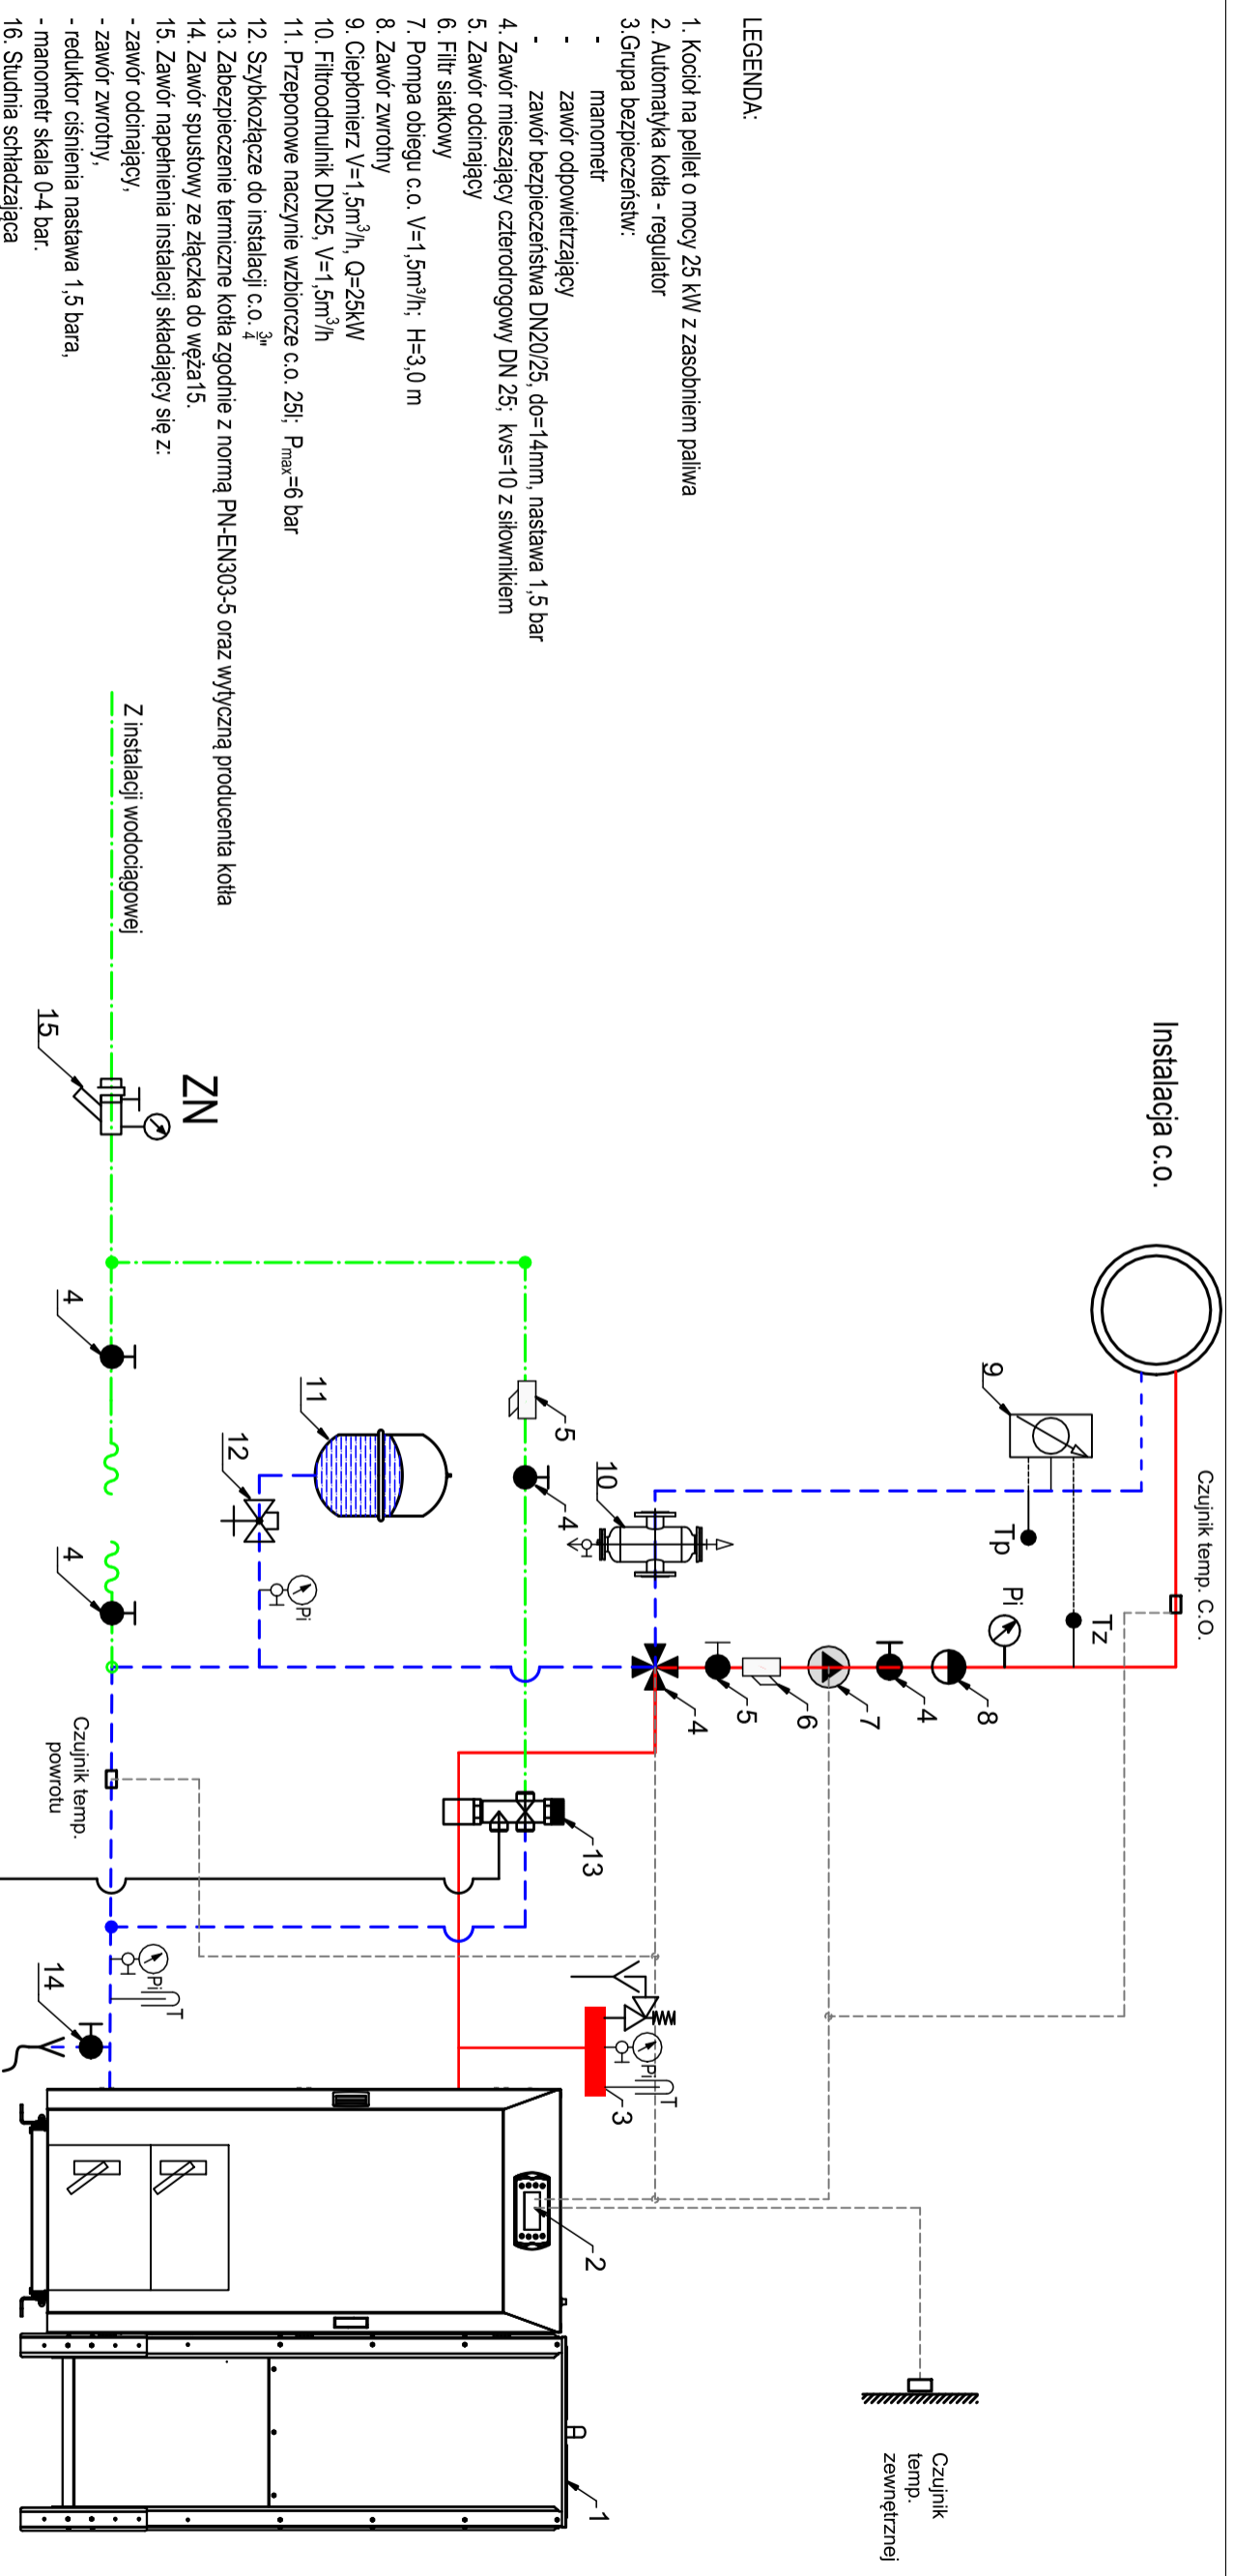 LEGENDA:
1. Kocioł na pellet o mocy 25 kW z zasobniem paliwa
2. Automatyka kotła - regulator
3.Grupa bezpieczeństw:
- manometr
- zawór odpowietrzający
- zawór bezpieczeństwa DN20/25, do=14mm, nastawa 1,5 bar
4. Zawór mieszający czterodrogowy DN 25; kvs=10 z siłownikiem
5. Zawór odcinający
6. Filtr siatkowy
7. Pompa obiegu c.o. V=1,5m³/h; H=3,0 m
8. Zawór zwrotny
9. Ciepłomierz V=1,5m³/h, Q=25kW
10. Filtroodmulnik DN25, V=1,5m³/h
11. Przeponowe naczynie wzbiorcze c.o. 25l; Pmax=6 bar
12. Szybkozłącze do instalacji c.o. 3/4"
13. Zabezpieczenie termiczne kotła zgodnie z normą PN-EN303-5 oraz wytyczną producenta kotła
14. Zawór spustowy ze złączka do węża15.
15. Zawór napełnienia instalacji składający się z:
- zawór odcinający,
- zawór zwrotny,
- reduktor ciśnienia nastawa 1,5 bara,
- manometr skala 0-4 bar.
16. Studnia schładzająca
Instalacja c.o.
Czujnik temp. C.O.
9
Tp
Tz
Pi
8
4
7
6
5
4
10
5
4
11
12
Pi
ZN
15
Z instalacji wodociągowej
4
4
Czujnik temp.
powrotu
13
Pi
T
14
Pi
T
3
2
1
Czujnik
temp.
zewnętrznej